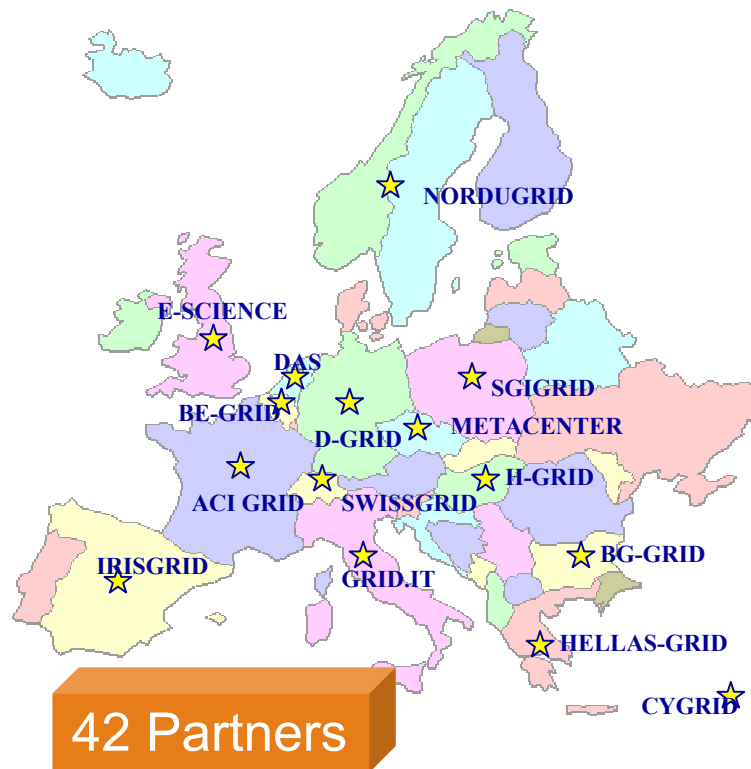 NORDUGRID
E-SCIENCE
DAS
SGIGRID
BE-GRID
METACENTER
D-GRID
H-GRID
ACI GRID
SWISSGRID
BG-GRID
IRISGRID
GRID.IT
HELLAS-GRID
CYGRID
42 Partners